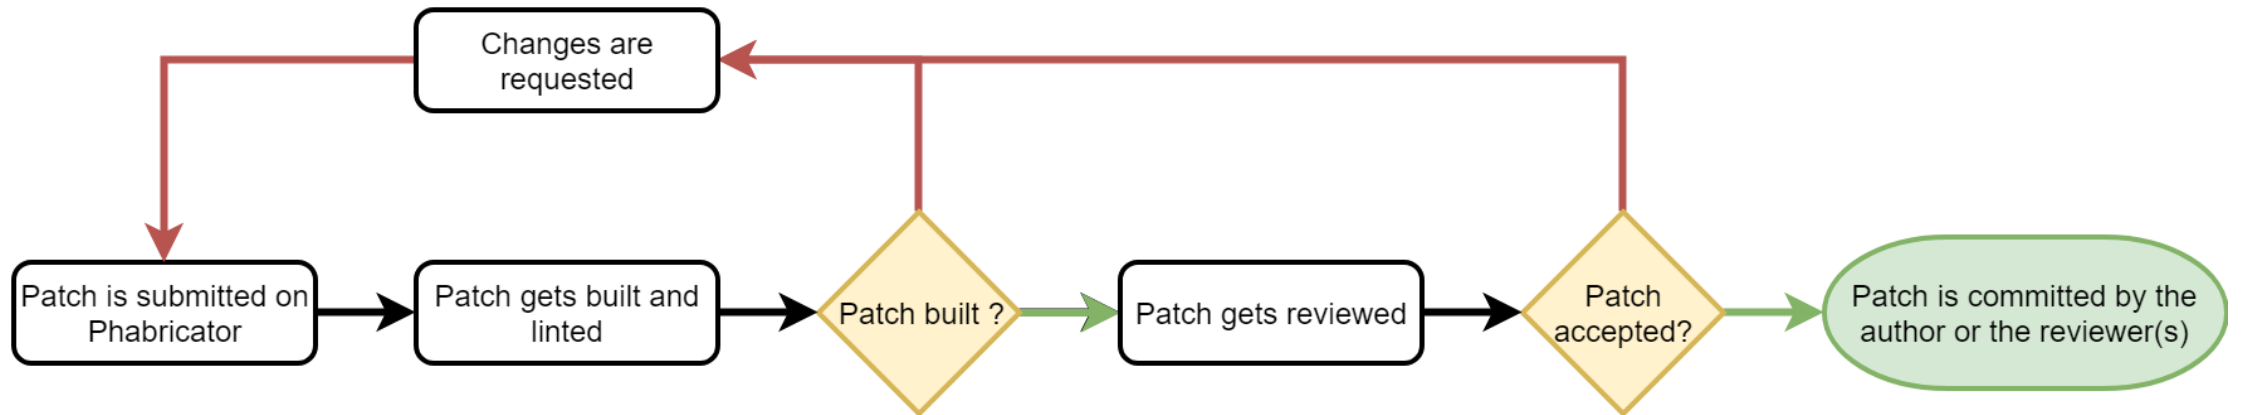 Changes are
requested
Patch is submitted on
Phabricator
Patch gets built and
linted
Patch built ?
Patch gets reviewed
Patch
accepted?
Patch is committed by the
author or the reviewer(s)